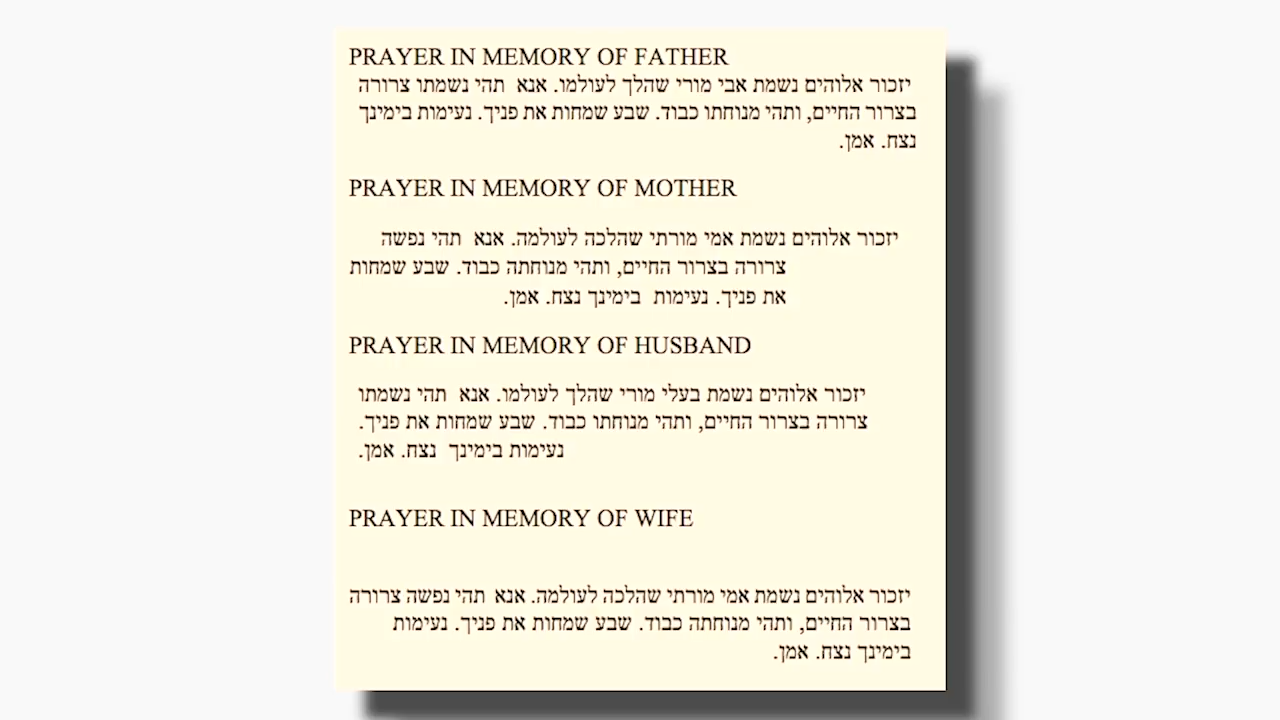 PRAYER IN MEMORY OF FATHER
יזכור אלוהים נשמת אבי מורי שהלך לעולמו. אנא תהי נשמתו צרורה
בצרור החיים, ותהי מנוחתו כבוד. שבע שמחות את פניך. נעימות בימינך
נצח. אמן.
PRAYER IN MEMORY OF MOTHER
יזכור אלוהים נשמת אמי מורתי שהלכה לעולמה. אנא תהי נפשה
צרורה בצרור החיים, ותהי מנוחתה כבוד. שבע שמחות
את פניך. נעימות בימינך נצח. אמן.
PRAYER IN MEMORY OF HUSBAND
יזכור אלוהים נשמת בעלי מורי שהלך לעולמו. אנא תהי נשמתו
צרורה בצרור החיים, ותהי מנוחתו כבוד. שבע שמחות את פניך.
נעימות בימינך נצח. אמן.
PRAYER IN MEMORY OF WIFE
יזכור אלוהים נשמת אמי מורתי שהלכה לעולמה. אנא תהי נפשה צרורה
בצרור החיים, ותהי מנוחתה כבוד. שבע שמחות את פניך. נעימות
בימינך נצח. אמן.